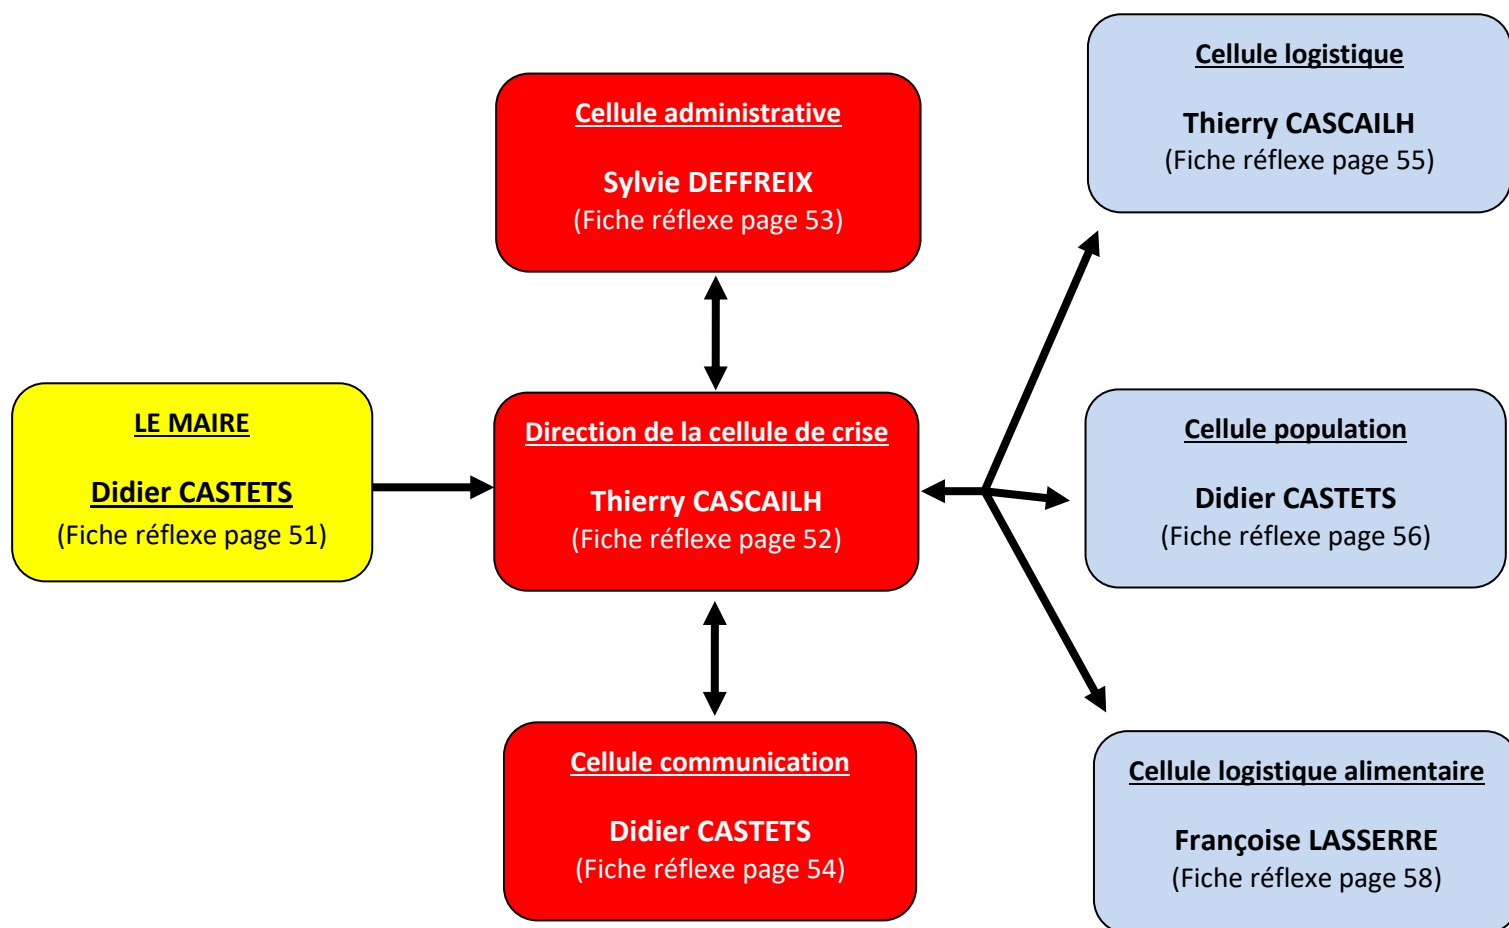 Cellule logistique
Thierry CASCAILH
(Fiche réflexe page 55)
Cellule administrative
Sylvie DEFFREIX
(Fiche réflexe page 53)
LE MAIRE
Didier CASTETS
(Fiche réflexe page 51)
Direction de la cellule de crise
Thierry CASCAILH
(Fiche réflexe page 52)
Cellule population
Didier CASTETS
(Fiche réflexe page 56)
Cellule communication
Didier CASTETS
(Fiche réflexe page 54)
Cellule logistique alimentaire
Françoise LASSERRE
(Fiche réflexe page 58)